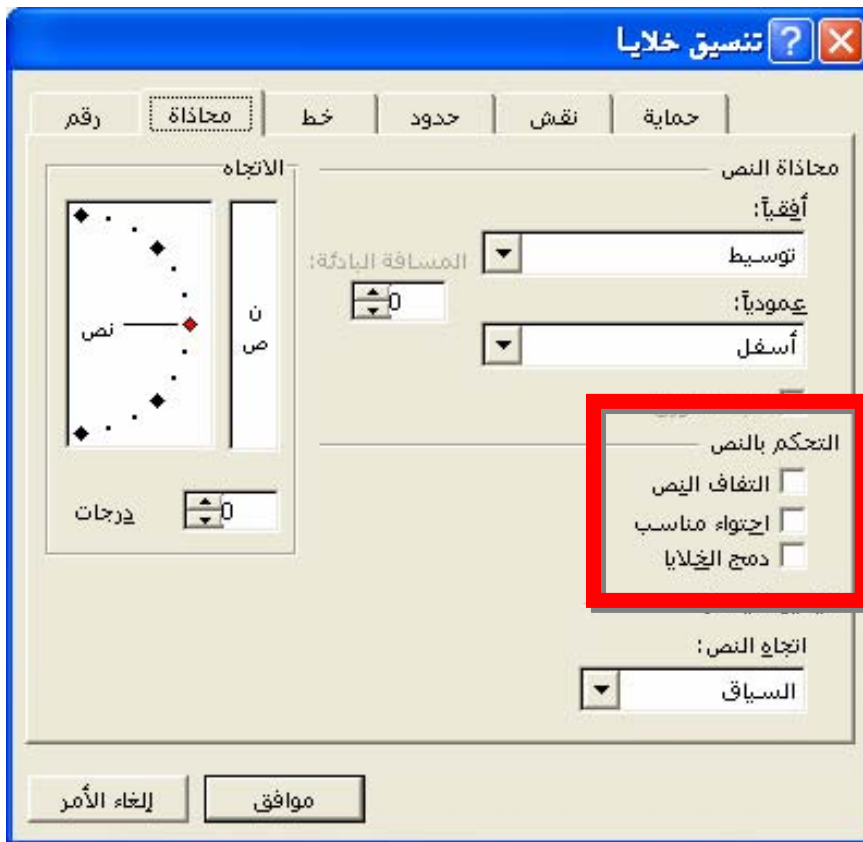 تنسيق خلايا
رقم محاذاة خط حدود نقش حماية
محاذاة النص
أفقياً:
توسيط
المسافة البادئة:
0
عمودياً:
أسفل
التحكم بالنص
التفاف النص
احتواء مناسب
دمج الخلايا
اتجاه النص:
السياق
الاتجاه
ن
ص
نص
0 درجات
موافق
إلغاء الأمر